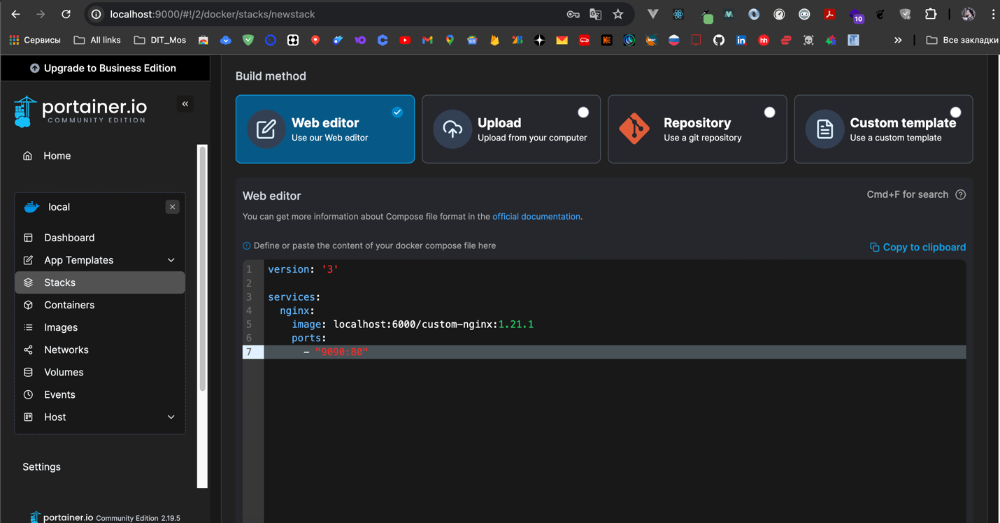 localhost:9000/#!/2/docker/stacks/newstack
10
Сервисы All links DIT_Mos Все закладки
Upgrade to Business Edition
portainer.io
COMMUNITY EDITION
Home
local
Dashboard
App Templates
Stacks
Containers
Images
Networks
Volumes
Events
Host
Settings
portainer.io Community Edition 2.19.5
Build method
Web editor
Use our Web editor
Upload
Upload from your computer
Repository
Use a git repository
Custom template
Use a custom template
Web editor
Cmd+F for search
You can get more information about Compose file format in the official documentation.
Define or paste the content of your docker compose file here
Copy to clipboard
1 version: '3'
2
3 services:
4   nginx:
5     image: localhost:6000/custom-nginx:1.21.1
6     ports:
7       - "9090:80"